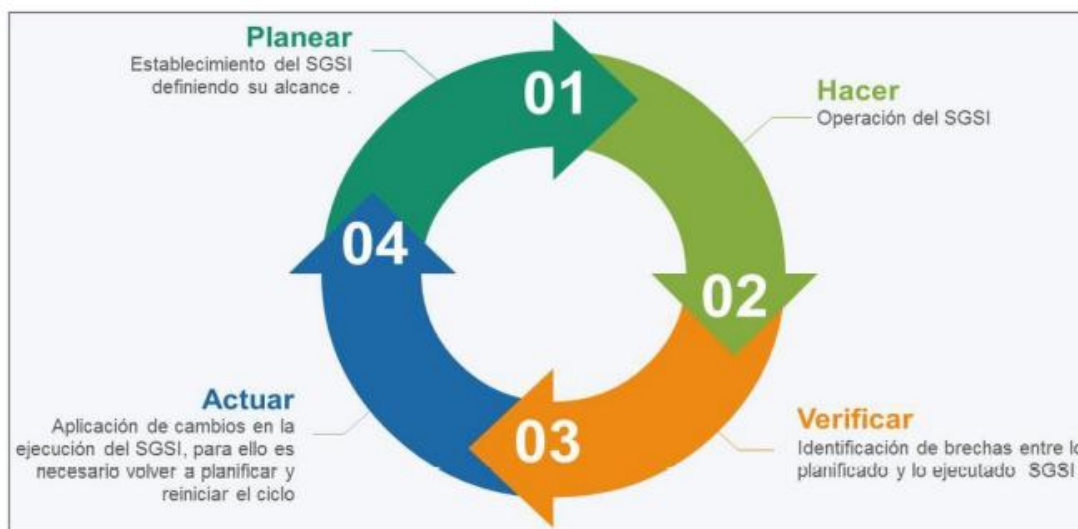 Planear
Establecimiento del SGSI
definiendo su alcance .
01
Hacer
Operación del SGSI
02
Verificar
Identificación de brechas entre lo
planificado y lo ejecutado SGSI
03
Actuar
Aplicación de cambios en la
ejecución del SGSI, para ello es
necesario volver a planificar y
reiniciar el ciclo
04